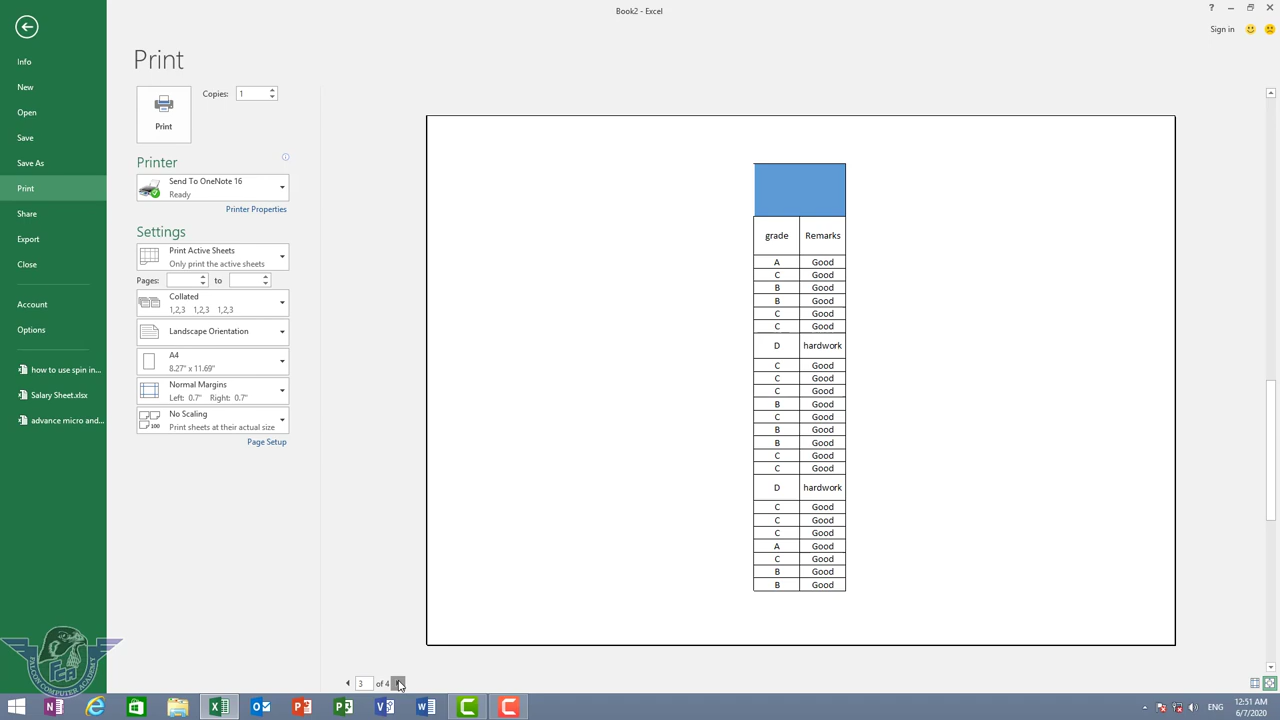 Book2 - Excel
?
Sign in
Info
New
Open
Save
Save As
Print
Share
Export
Close
Account
Options
how to use spin in...
Salary Sheet.xlsx
advance micro and...
Print
Print
Copies: 1
Printer
Send To OneNote 16
Ready
Printer Properties
Settings
Print Active Sheets
Only print the active sheets
Pages: to
Collated
1,2,3 1,2,3 1,2,3
Landscape Orientation
A4
8.27" x 11.69"
Normal Margins
Left: 0.7" Right: 0.7"
No Scaling
Print sheets at their actual size
100
Page Setup
grade Remarks
A Good
C Good
B Good
B Good
C Good
C Good
D hardwork
C Good
C Good
C Good
B Good
C Good
B Good
B Good
C Good
C Good
D hardwork
C Good
C Good
C Good
A Good
C Good
B Good
B Good
3 of 4
FCA
FALCON COMPUTER ACADEMY
ENG
12:51 AM
6/7/2020